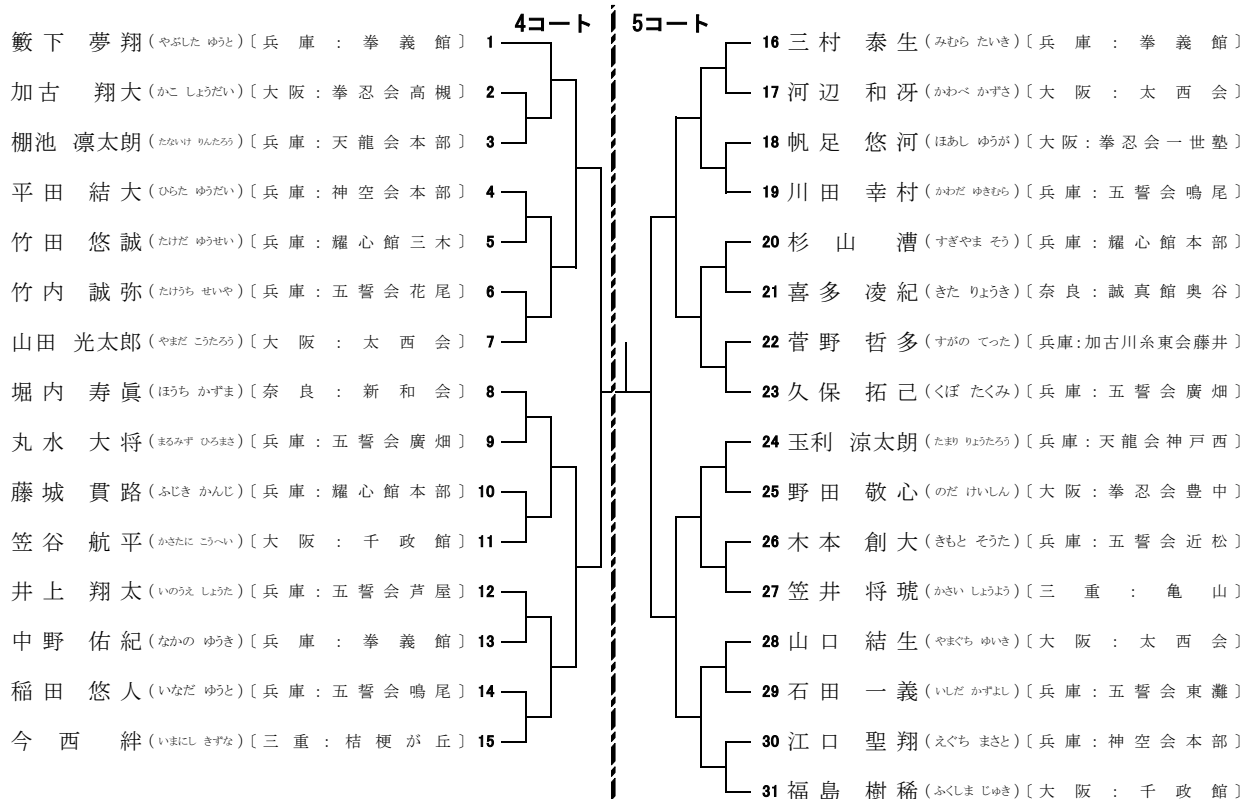 4コート
籔下 夢翔(やぶした ゆうと)〔兵庫:拳義館〕 1
加古 翔大(かこ しょうだい)〔大阪:拳忍会高槻〕 2
棚池 凛太朗(たないけ りんたろう)〔兵庫:天龍会本部〕 3
平田 結大(ひらた ゆうだい)〔兵庫:神空会本部〕 4
竹田 悠誠(たけだ ゆうせい)〔兵庫:耀心館三木〕 5
竹内 誠弥(たけうち せいや)〔兵庫:五誓会花尾〕 6
山田 光太郎(やまだ こうたろう)〔大阪:太西会〕 7
堀内 寿眞(ほうち かずま)〔奈良:新和会〕 8
丸水 大将(まるみず ひろまさ)〔兵庫:五誓会廣畑〕 9
藤城 貫路(ふじき かんじ)〔兵庫:耀心館本部〕 10
笠谷 航平(かさたに こうへい)〔大阪:千政館〕 11
井上 翔太(いのうえ しょうた)〔兵庫:五誓会芦屋〕 12
中野 佑紀(なかの ゆうき)〔兵庫:拳義館〕 13
稲田 悠人(いなだ ゆうと)〔兵庫:五誓会鳴尾〕 14
今西 絆(いまにし きずな)〔三重:桔梗が丘〕 15
5コート
16 三村 泰生(みむら たいき)〔兵庫:拳義館〕
17 河辺 和冴(かわべ かずさ)〔大阪:太西会〕
18 帆足 悠河(ほあし ゆうが)〔大阪:拳忍会一世塾〕
19 川田 幸村(かわだ ゆきむら)〔兵庫:五誓会鳴尾〕
20 杉山 漕(すぎやま そう)〔兵庫:耀心館本部〕
21 喜多 凌紀(きた りょうき)〔奈良:誠真館奥谷〕
22 菅野 哲多(すがの てった)〔兵庫:加古川糸東会藤井〕
23 久保 拓己(くぼ たくみ)〔兵庫:五誓会廣畑〕
24 玉利 涼太朗(たまり りょうたろう)〔兵庫:天龍会神戸西〕
25 野田 敬心(のだ けいしん)〔大阪:拳忍会豊中〕
26 木本 創大(きもと そうた)〔兵庫:五誓会近松〕
27 笠井 将琥(かさい しょうよう)〔三重:亀山〕
28 山口 結生(やまぐち ゆいき)〔大阪:太西会〕
29 石田 一義(いしだ かずよし)〔兵庫:五誓会東灘〕
30 江口 聖翔(えぐち まさと)〔兵庫:神空会本部〕
31 福島 樹稀(ふくしま じゅき)〔大阪:千政館〕